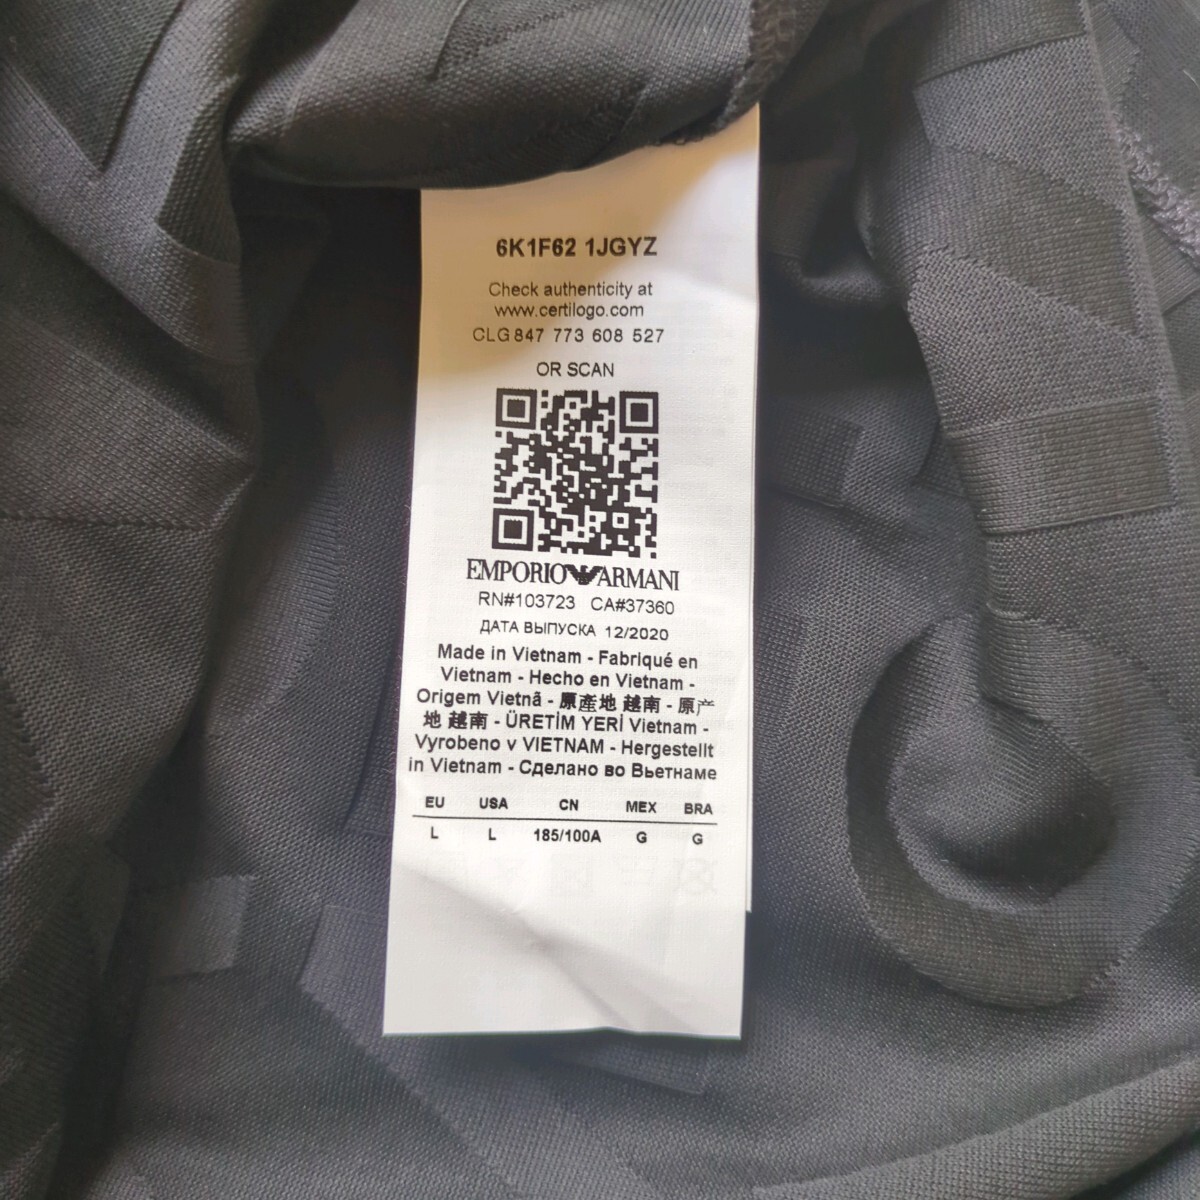 6K1F62 1JGYZ
Check authenticity at
www.certilogo.com
CLG 847 773 608 527
OR SCAN
EMPORIO ARMANI
RN#103723 CA#37360
ДАТА ВЫПУСКА 12/2020
Made in Vietnam - Fabriqué en
Vietnam - Hecho en Vietnam -
Origem Vietnã - 原產地 越南 - 原产
地 越南 - ÜRETİM YERİ Vietnam -
Vyrobeno v VIETNAM - Hergestellt
in Vietnam - Сделано во Вьетнаме
EU USA CN MEX BRA
L L 185/100A G G